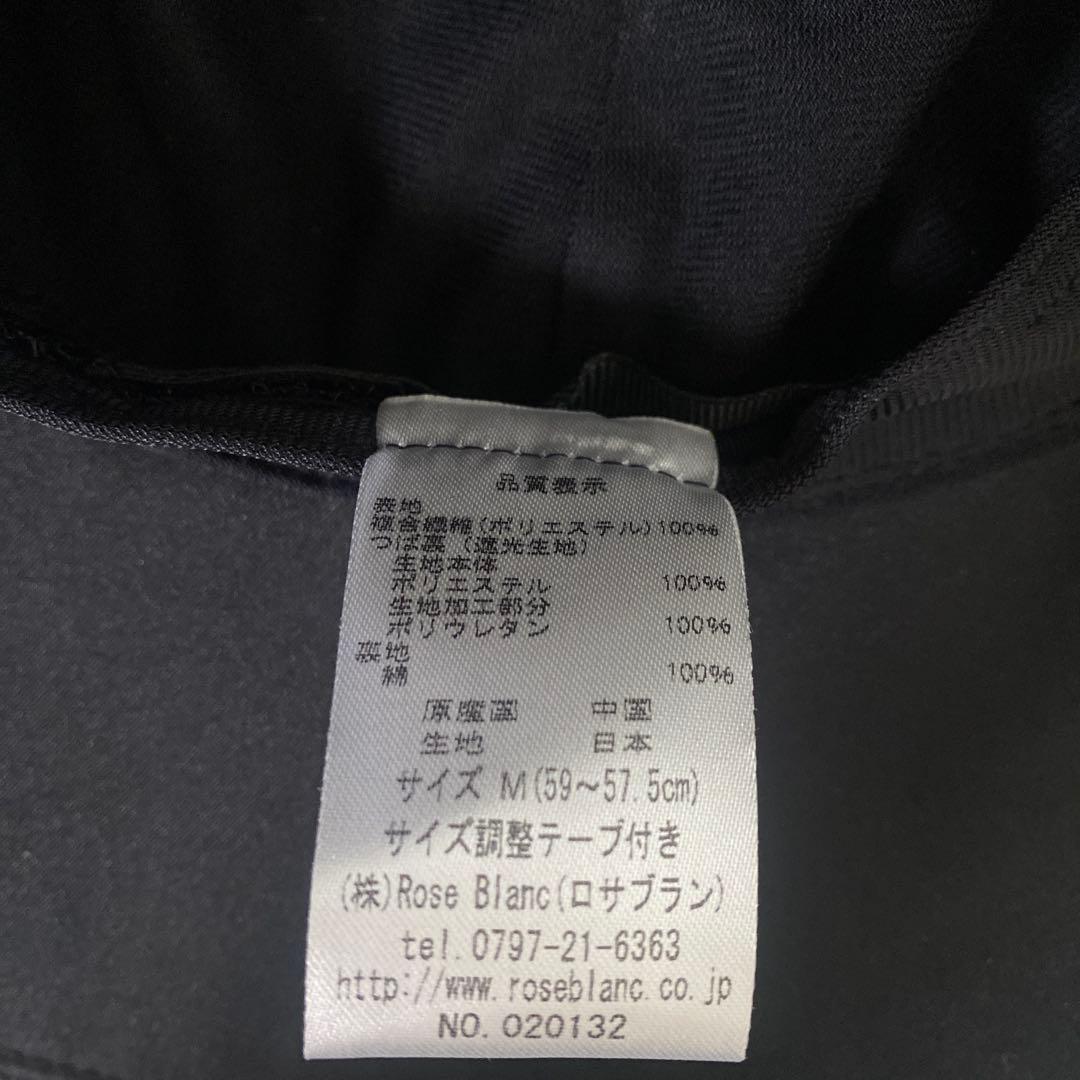 品質表示
表地
複合繊維(ポリエステル)100%
つば裏(遮光生地)
生地本体
ポリエステル 100%
生地加工部分
ポリウレタン 100%
裏地
綿 100%
原産国 中国
生地 日本
サイズ M(59~57.5cm)
サイズ調整テープ付き
(株)Rose Blanc(ロサブラン)
tel.0797-21-6363
http://www.roseblanc.co.jp
NO. 020132